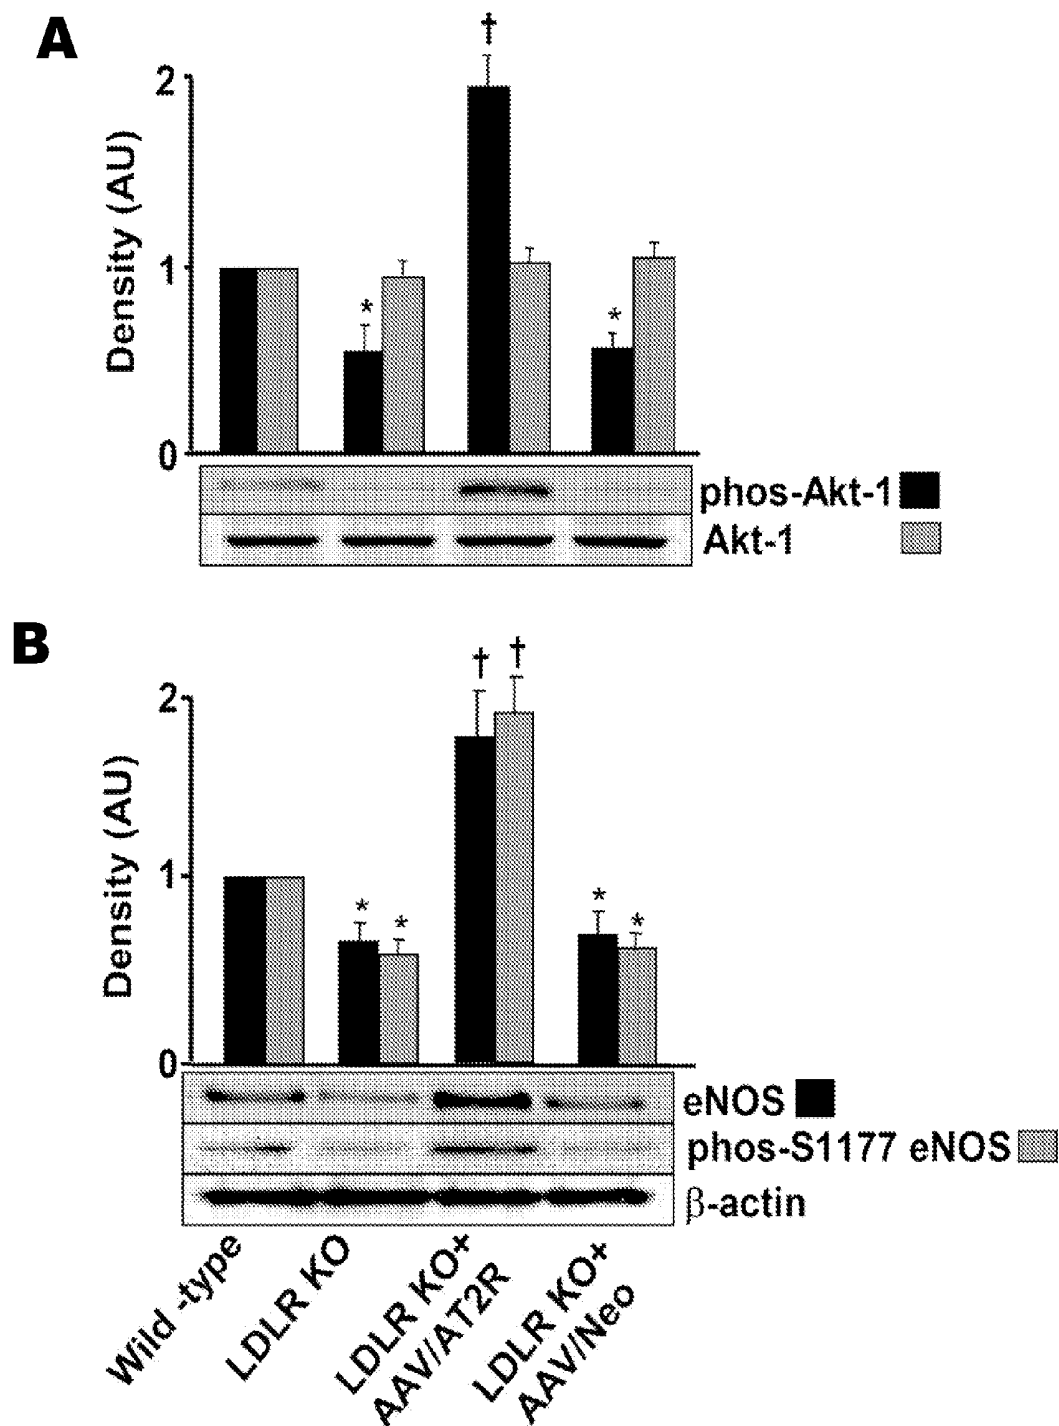 A
†
2
Density (AU)
1
*
*
0
phos-Akt-1
Akt-1
B
† †
2
Density (AU)
1
* *
* *
0
eNOS
phos-S1177 eNOS
β-actin
Wild -type
LDLR KO
LDLR KO+
AAV/AT2R
LDLR KO+
AAV/Neo